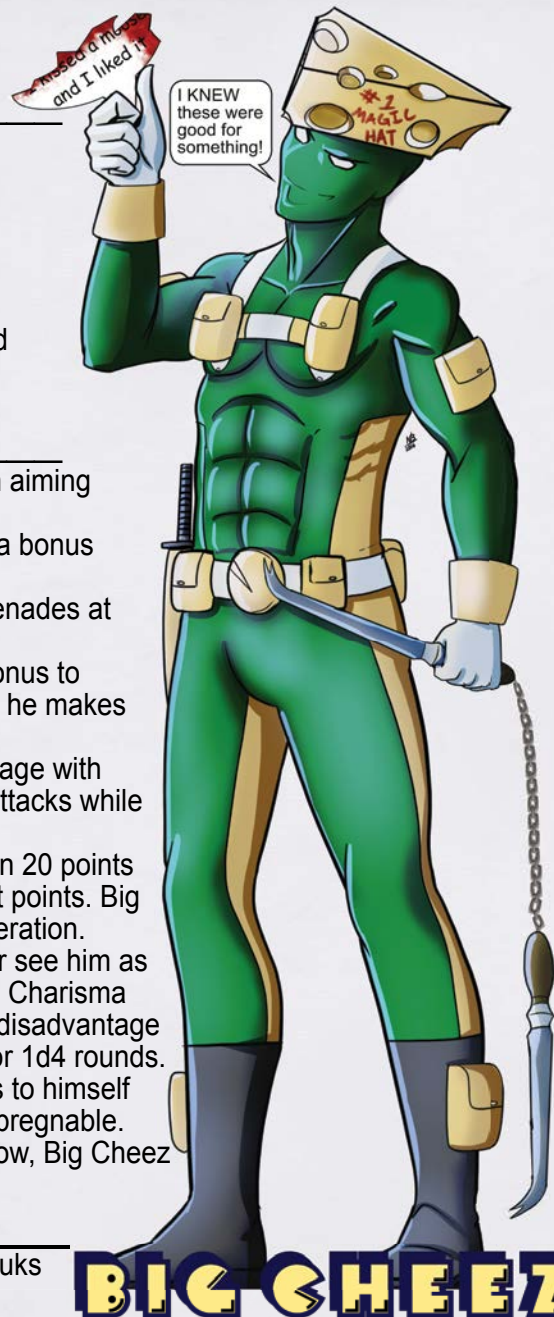 I kissed a mouse
and I liked it
I KNEW
these were
good for
something!
#1
MAGIC
HAT
d
n aiming
a bonus
enades at
onus to
he makes
age with
ttacks while
n 20 points
t points. Big
eration.
r see him as
Charisma
disadvantage
or 1d4 rounds.
s to himself
pregnable.
ow, Big Cheez
uks
BIG CHEEZ